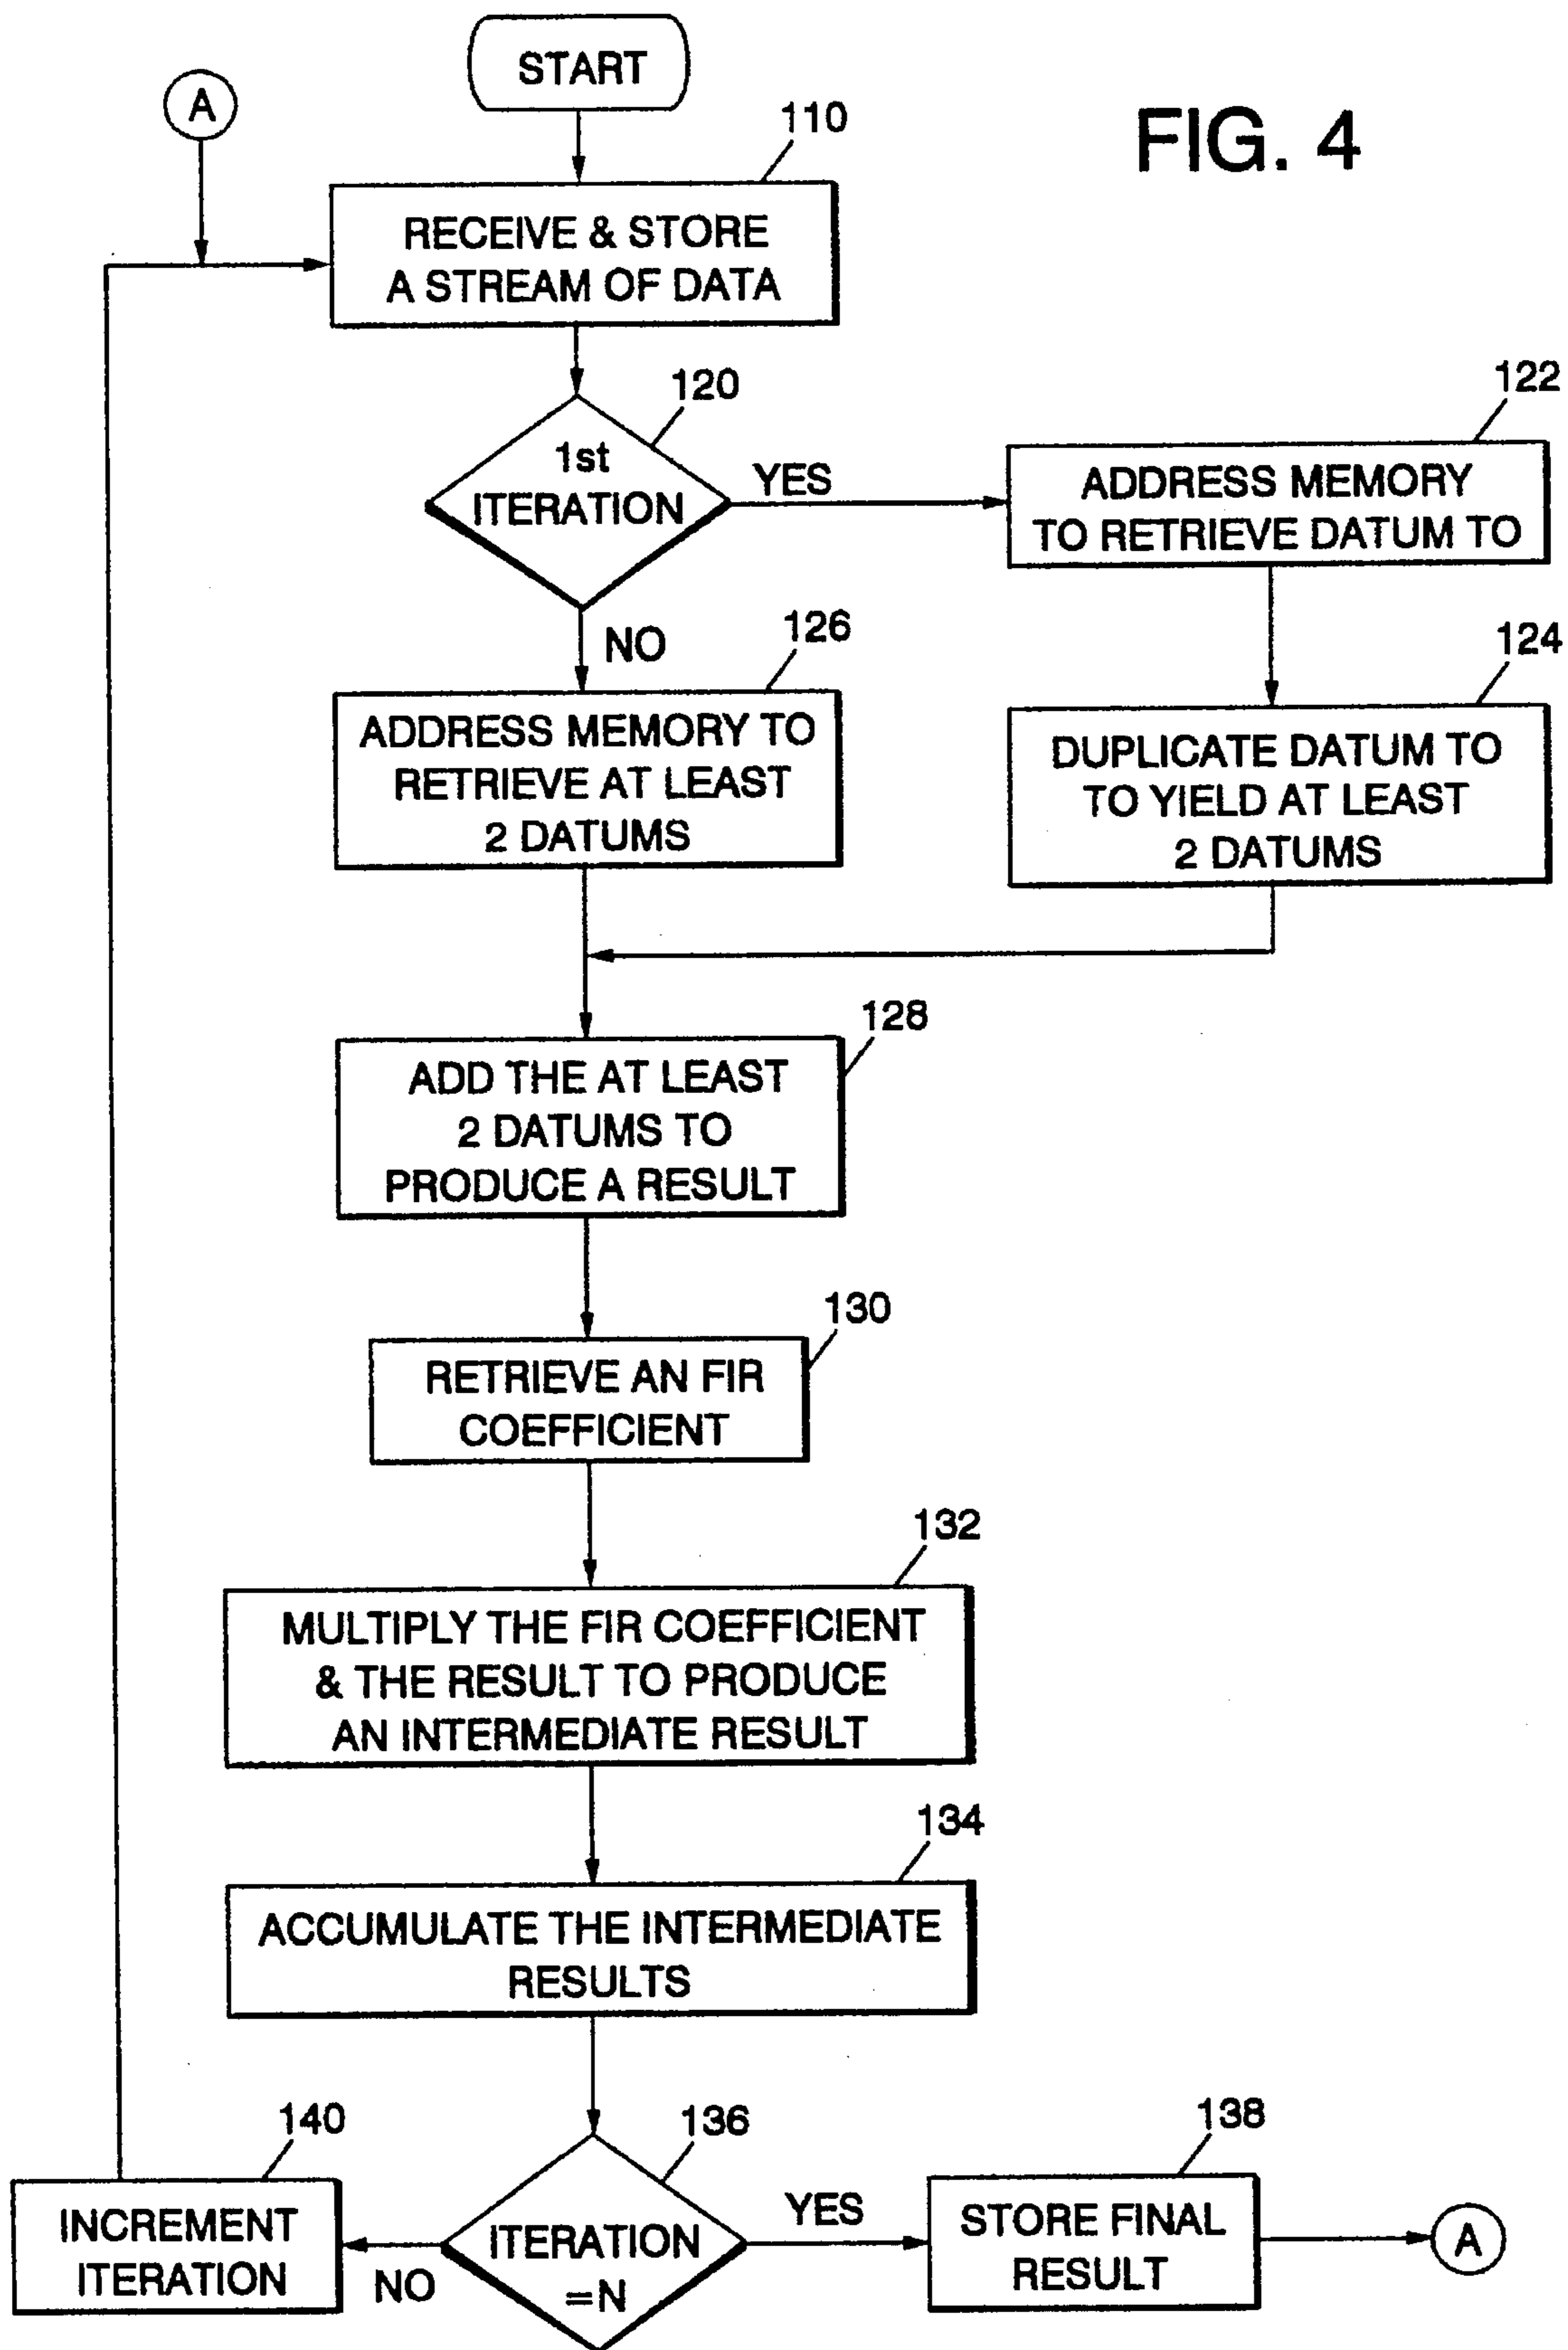 START
A
FIG. 4
110
RECEIVE & STORE
A STREAM OF DATA
120
1st
ITERATION
YES
122
ADDRESS MEMORY
TO RETRIEVE DATUM TO
NO
126
ADDRESS MEMORY TO
RETRIEVE AT LEAST
2 DATUMS
124
DUPLICATE DATUM TO
TO YIELD AT LEAST
2 DATUMS
128
ADD THE AT LEAST
2 DATUMS TO
PRODUCE A RESULT
130
RETRIEVE AN FIR
COEFFICIENT
132
MULTIPLY THE FIR COEFFICIENT
& THE RESULT TO PRODUCE
AN INTERMEDIATE RESULT
134
ACCUMULATE THE INTERMEDIATE
RESULTS
136
ITERATION
=N
NO
140
INCREMENT
ITERATION
YES
138
STORE FINAL
RESULT
A